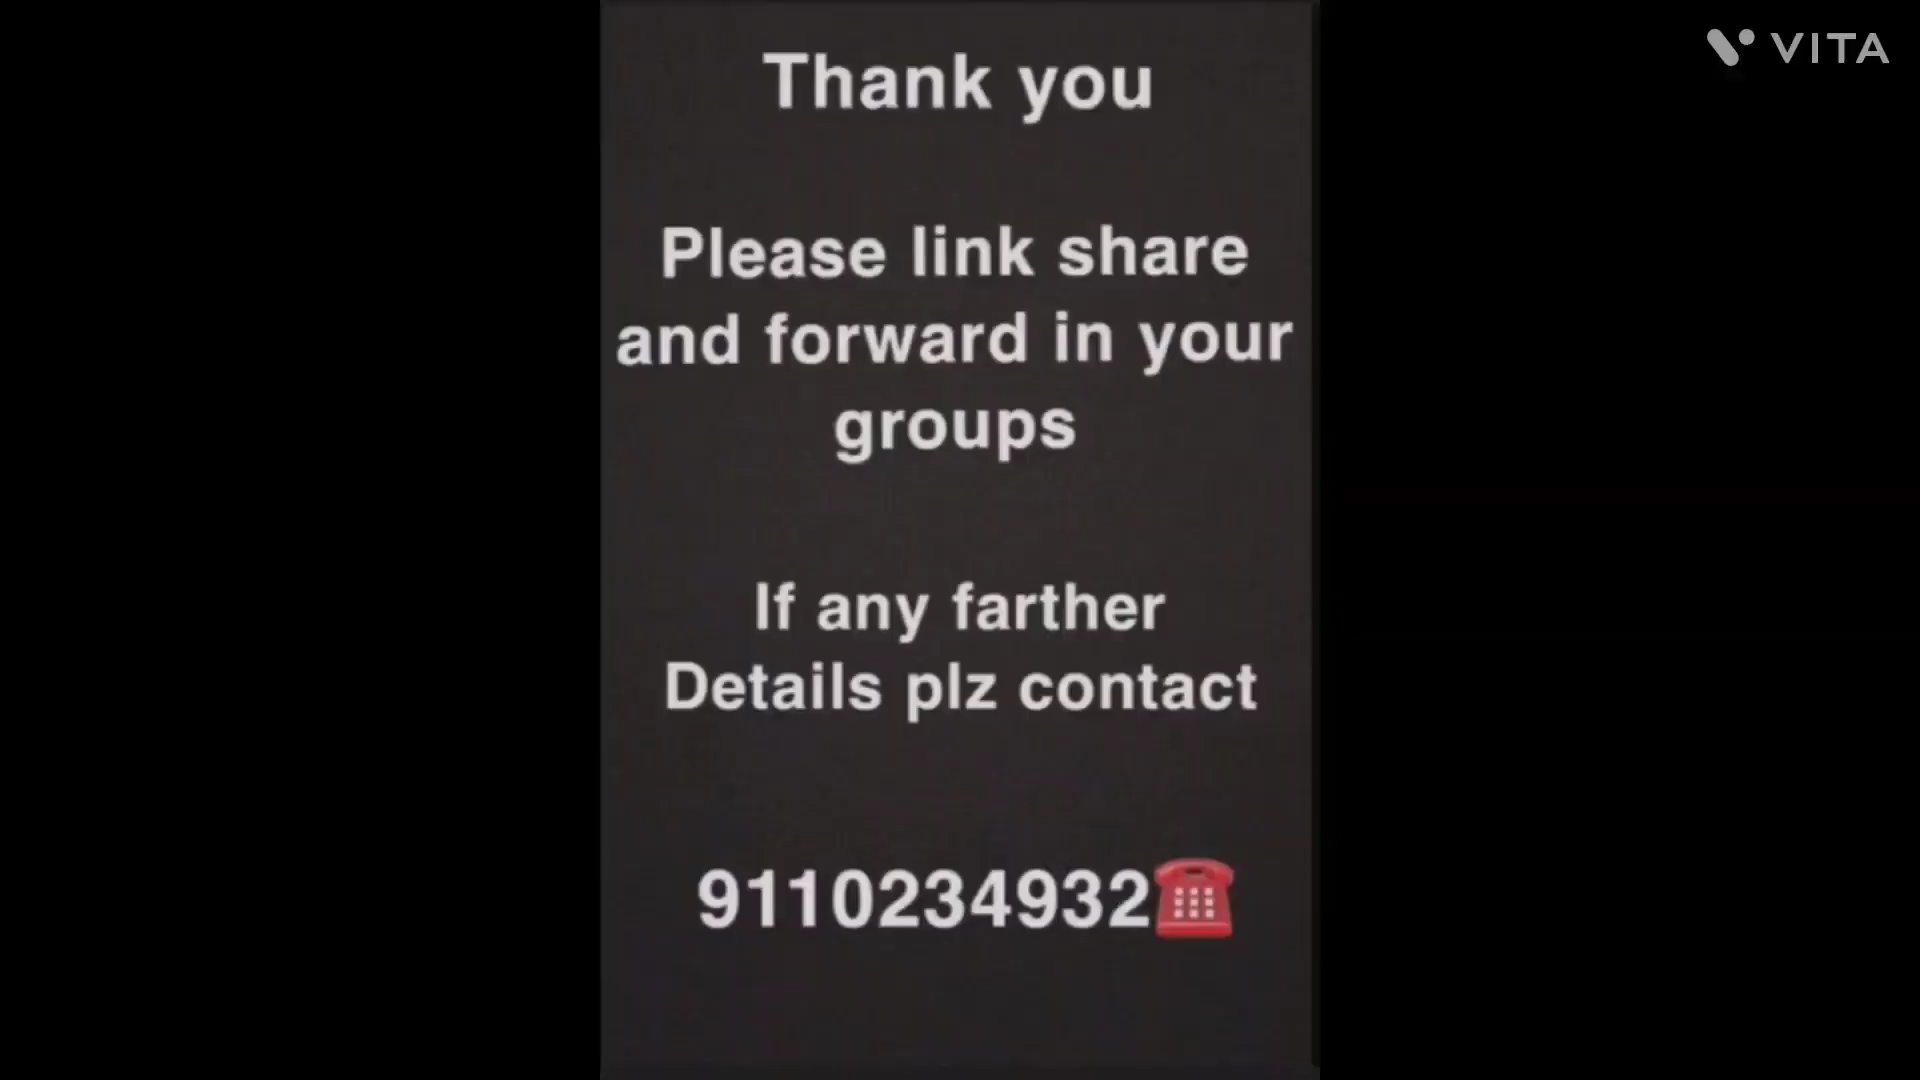 VITA
Thank you
Please link share
and forward in your
groups
If any farther
Details plz contact
9110234932☎️